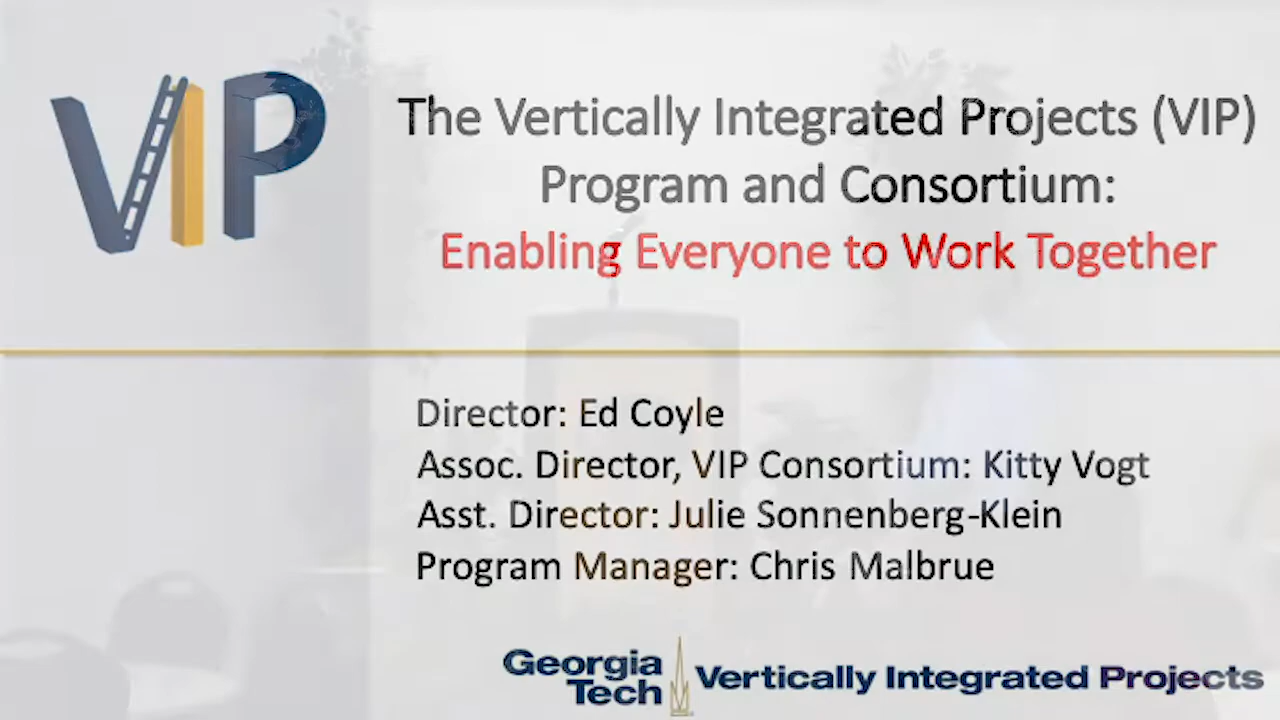 VIP
The Vertically Integrated Projects (VIP)
Program and Consortium:
Enabling Everyone to Work Together
Director: Ed Coyle
Assoc. Director, VIP Consortium: Kitty Vogt
Asst. Director: Julie Sonnenberg-Klein
Program Manager: Chris Malbrue
Georgia
Tech
Vertically Integrated Projects